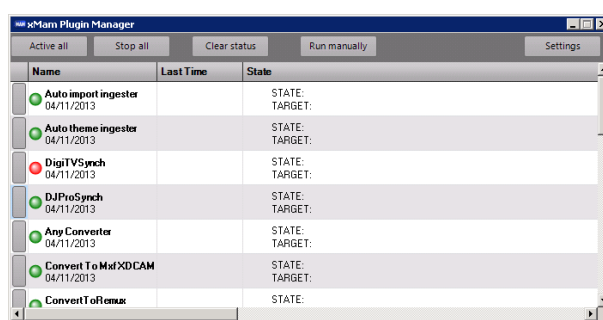 xMam Plugin Manager
Active all Stop all Clear status Run manually Settings
Name Last Time State
Auto import ingester STATE:
04/11/2013 TARGET:
Auto theme ingester STATE:
04/11/2013 TARGET:
DigiTVSynch STATE:
04/11/2013 TARGET:
DJProSynch STATE:
04/11/2013 TARGET:
Any Converter STATE:
04/11/2013 TARGET:
Convert To Mxf XDCAM STATE:
04/11/2013 TARGET:
ConvertToRemux STATE: